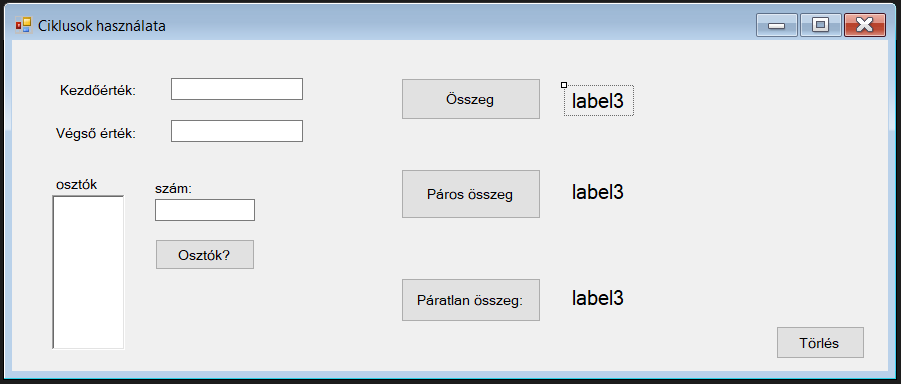 Ciklusok használata
Kezdőérték:
Végső érték:
osztók
szám:
Osztók?
Összeg
label3
Páros összeg
label3
Páratlan összeg:
label3
Törlés